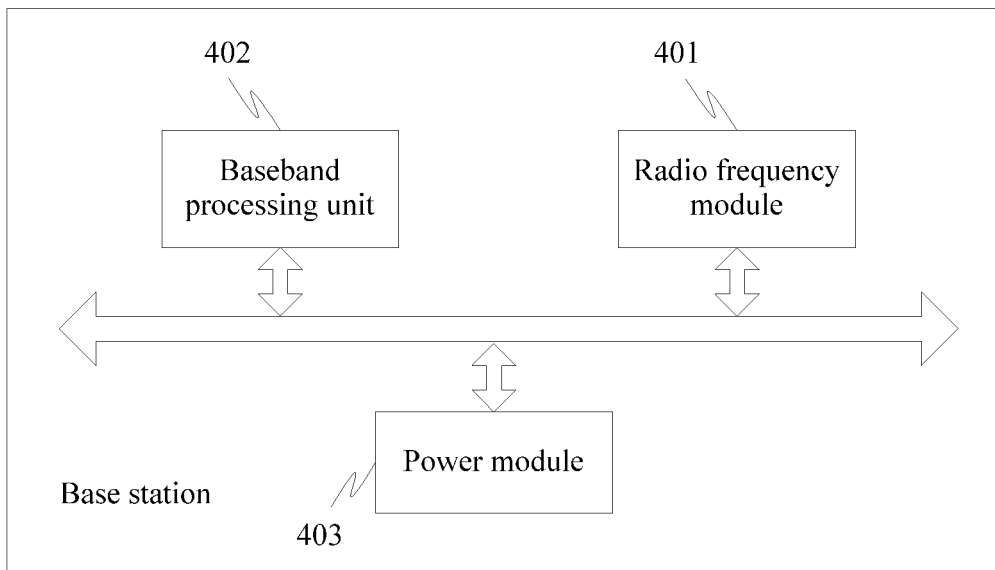 402
401
Baseband
processing unit
Radio frequency
module
Power module
Base station
403